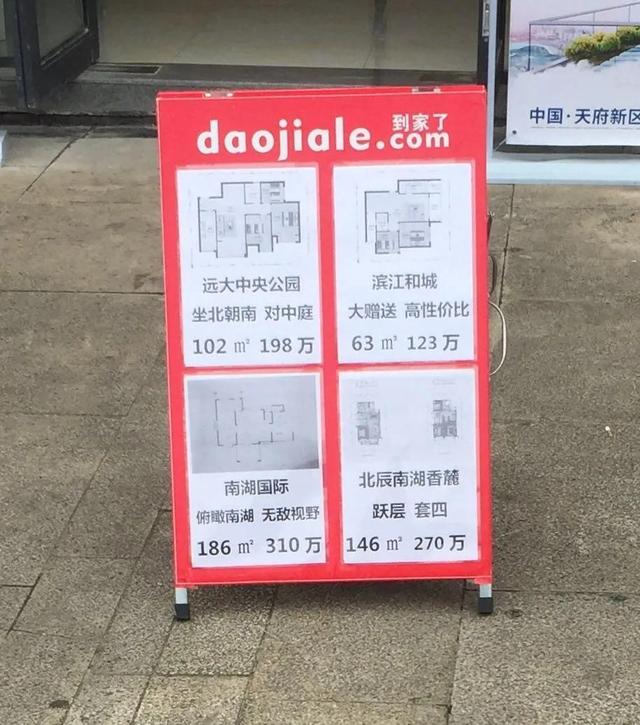 到家了
daojiale.com
远大中央公园
坐北朝南 对中庭
102 ㎡ 198 万
滨江和城
大赠送 高性价比
63 ㎡ 123 万
南湖国际
俯瞰南湖 无敌视野
186 ㎡ 310 万
北辰南湖香麓
跃层 套四
146 ㎡ 270 万
中国·天府新区